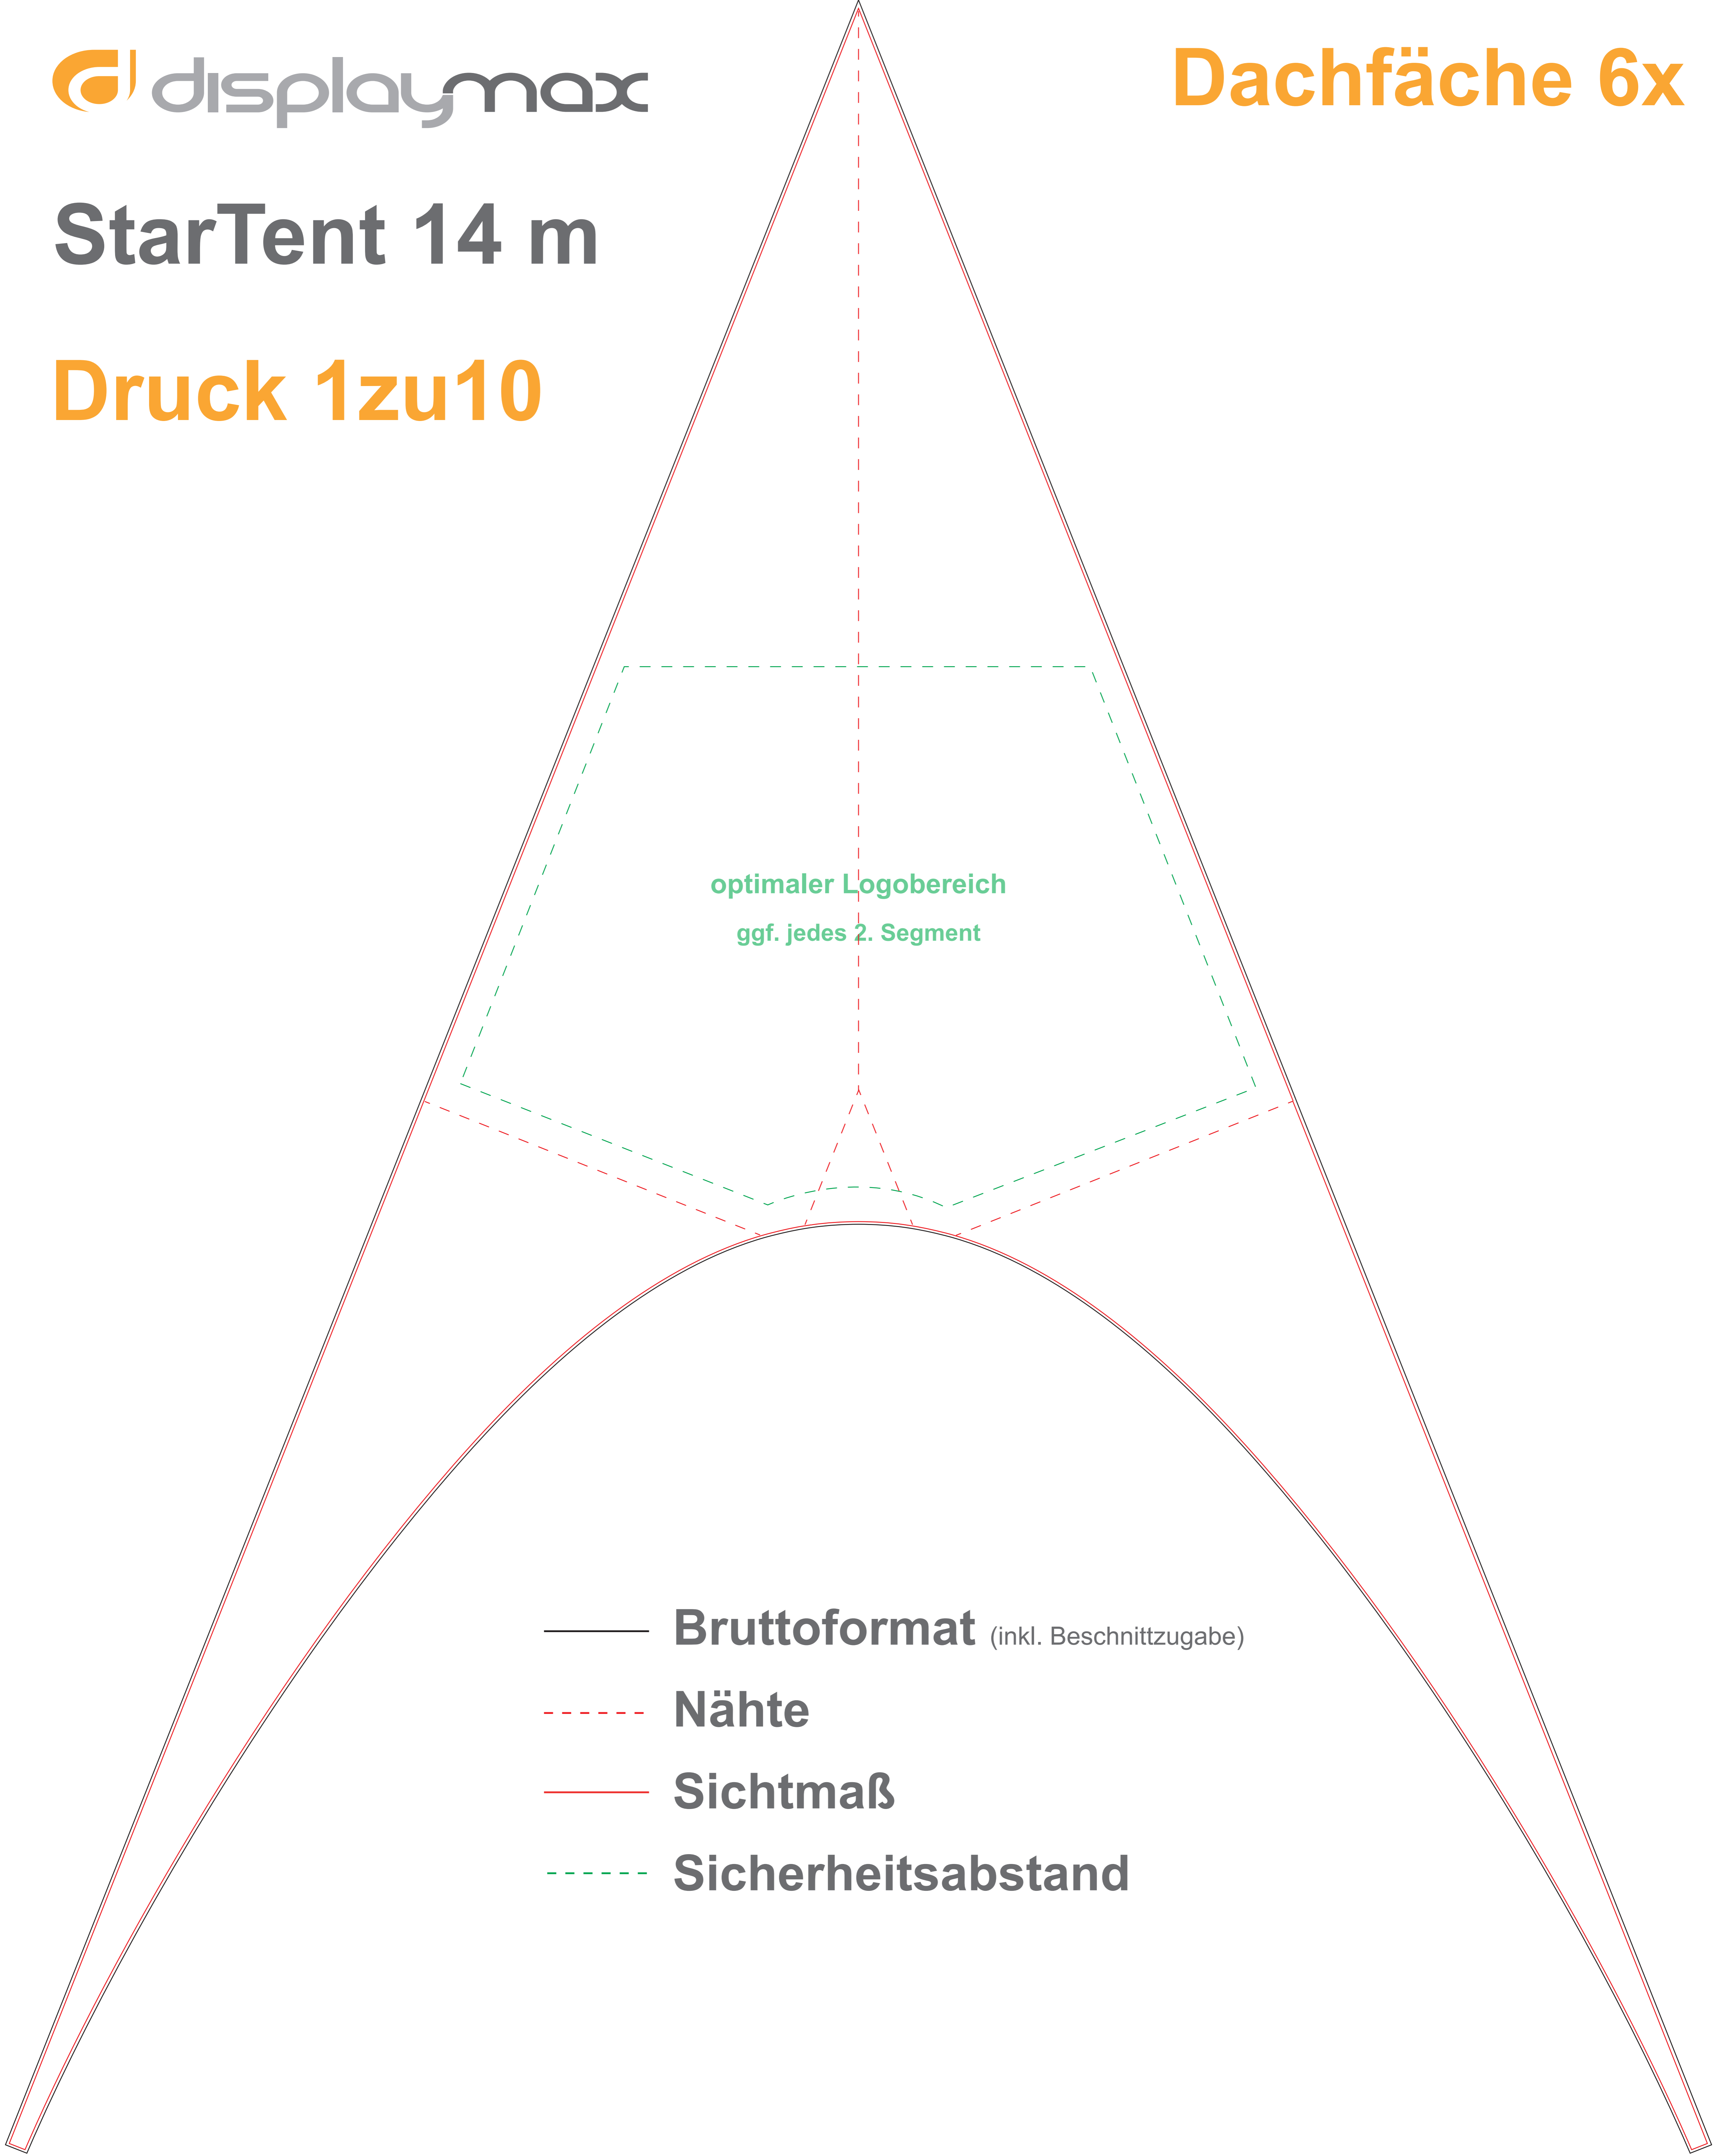 displaymax
Dachfäche 6x
StarTent 14 m
Druck 1zu10
optimaler Logobereich
ggf. jedes 2. Segment
Bruttoformat (inkl. Beschnittzugabe)
Nähte
Sichtmaß
Sicherheitsabstand